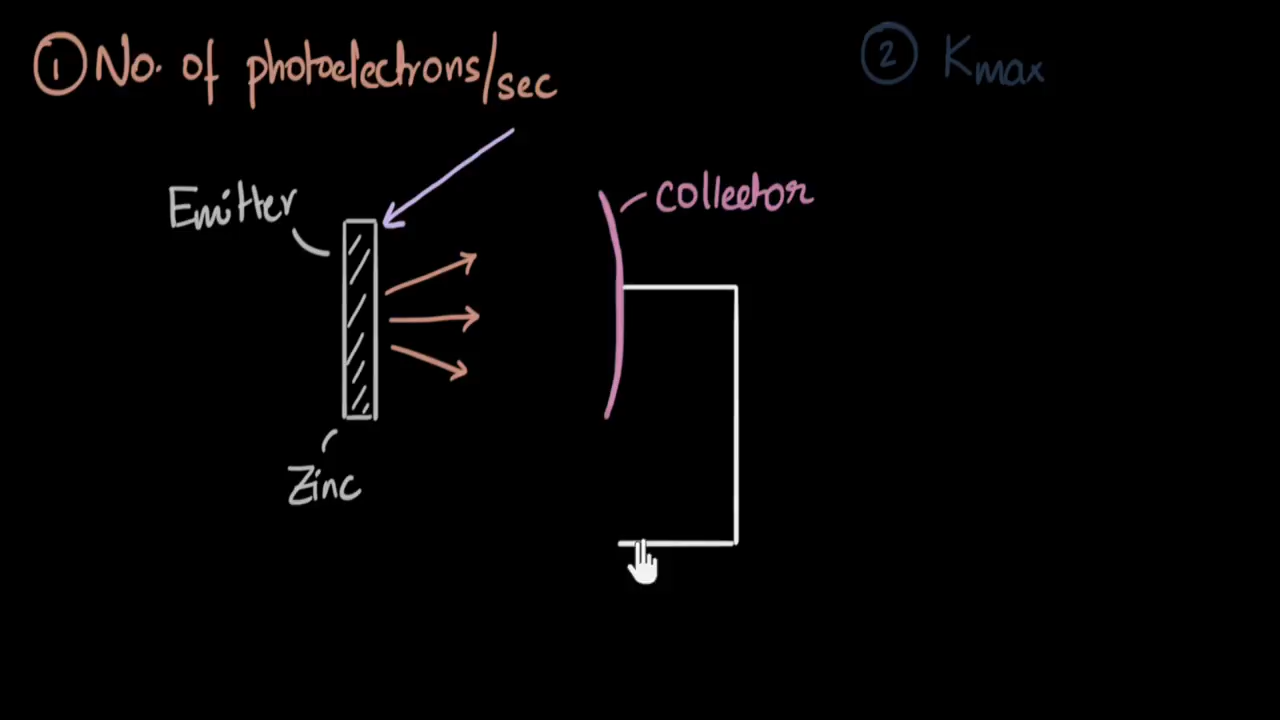 ① No. of photoelectrons/sec
② Kmax
Emitter
collector
Zinc